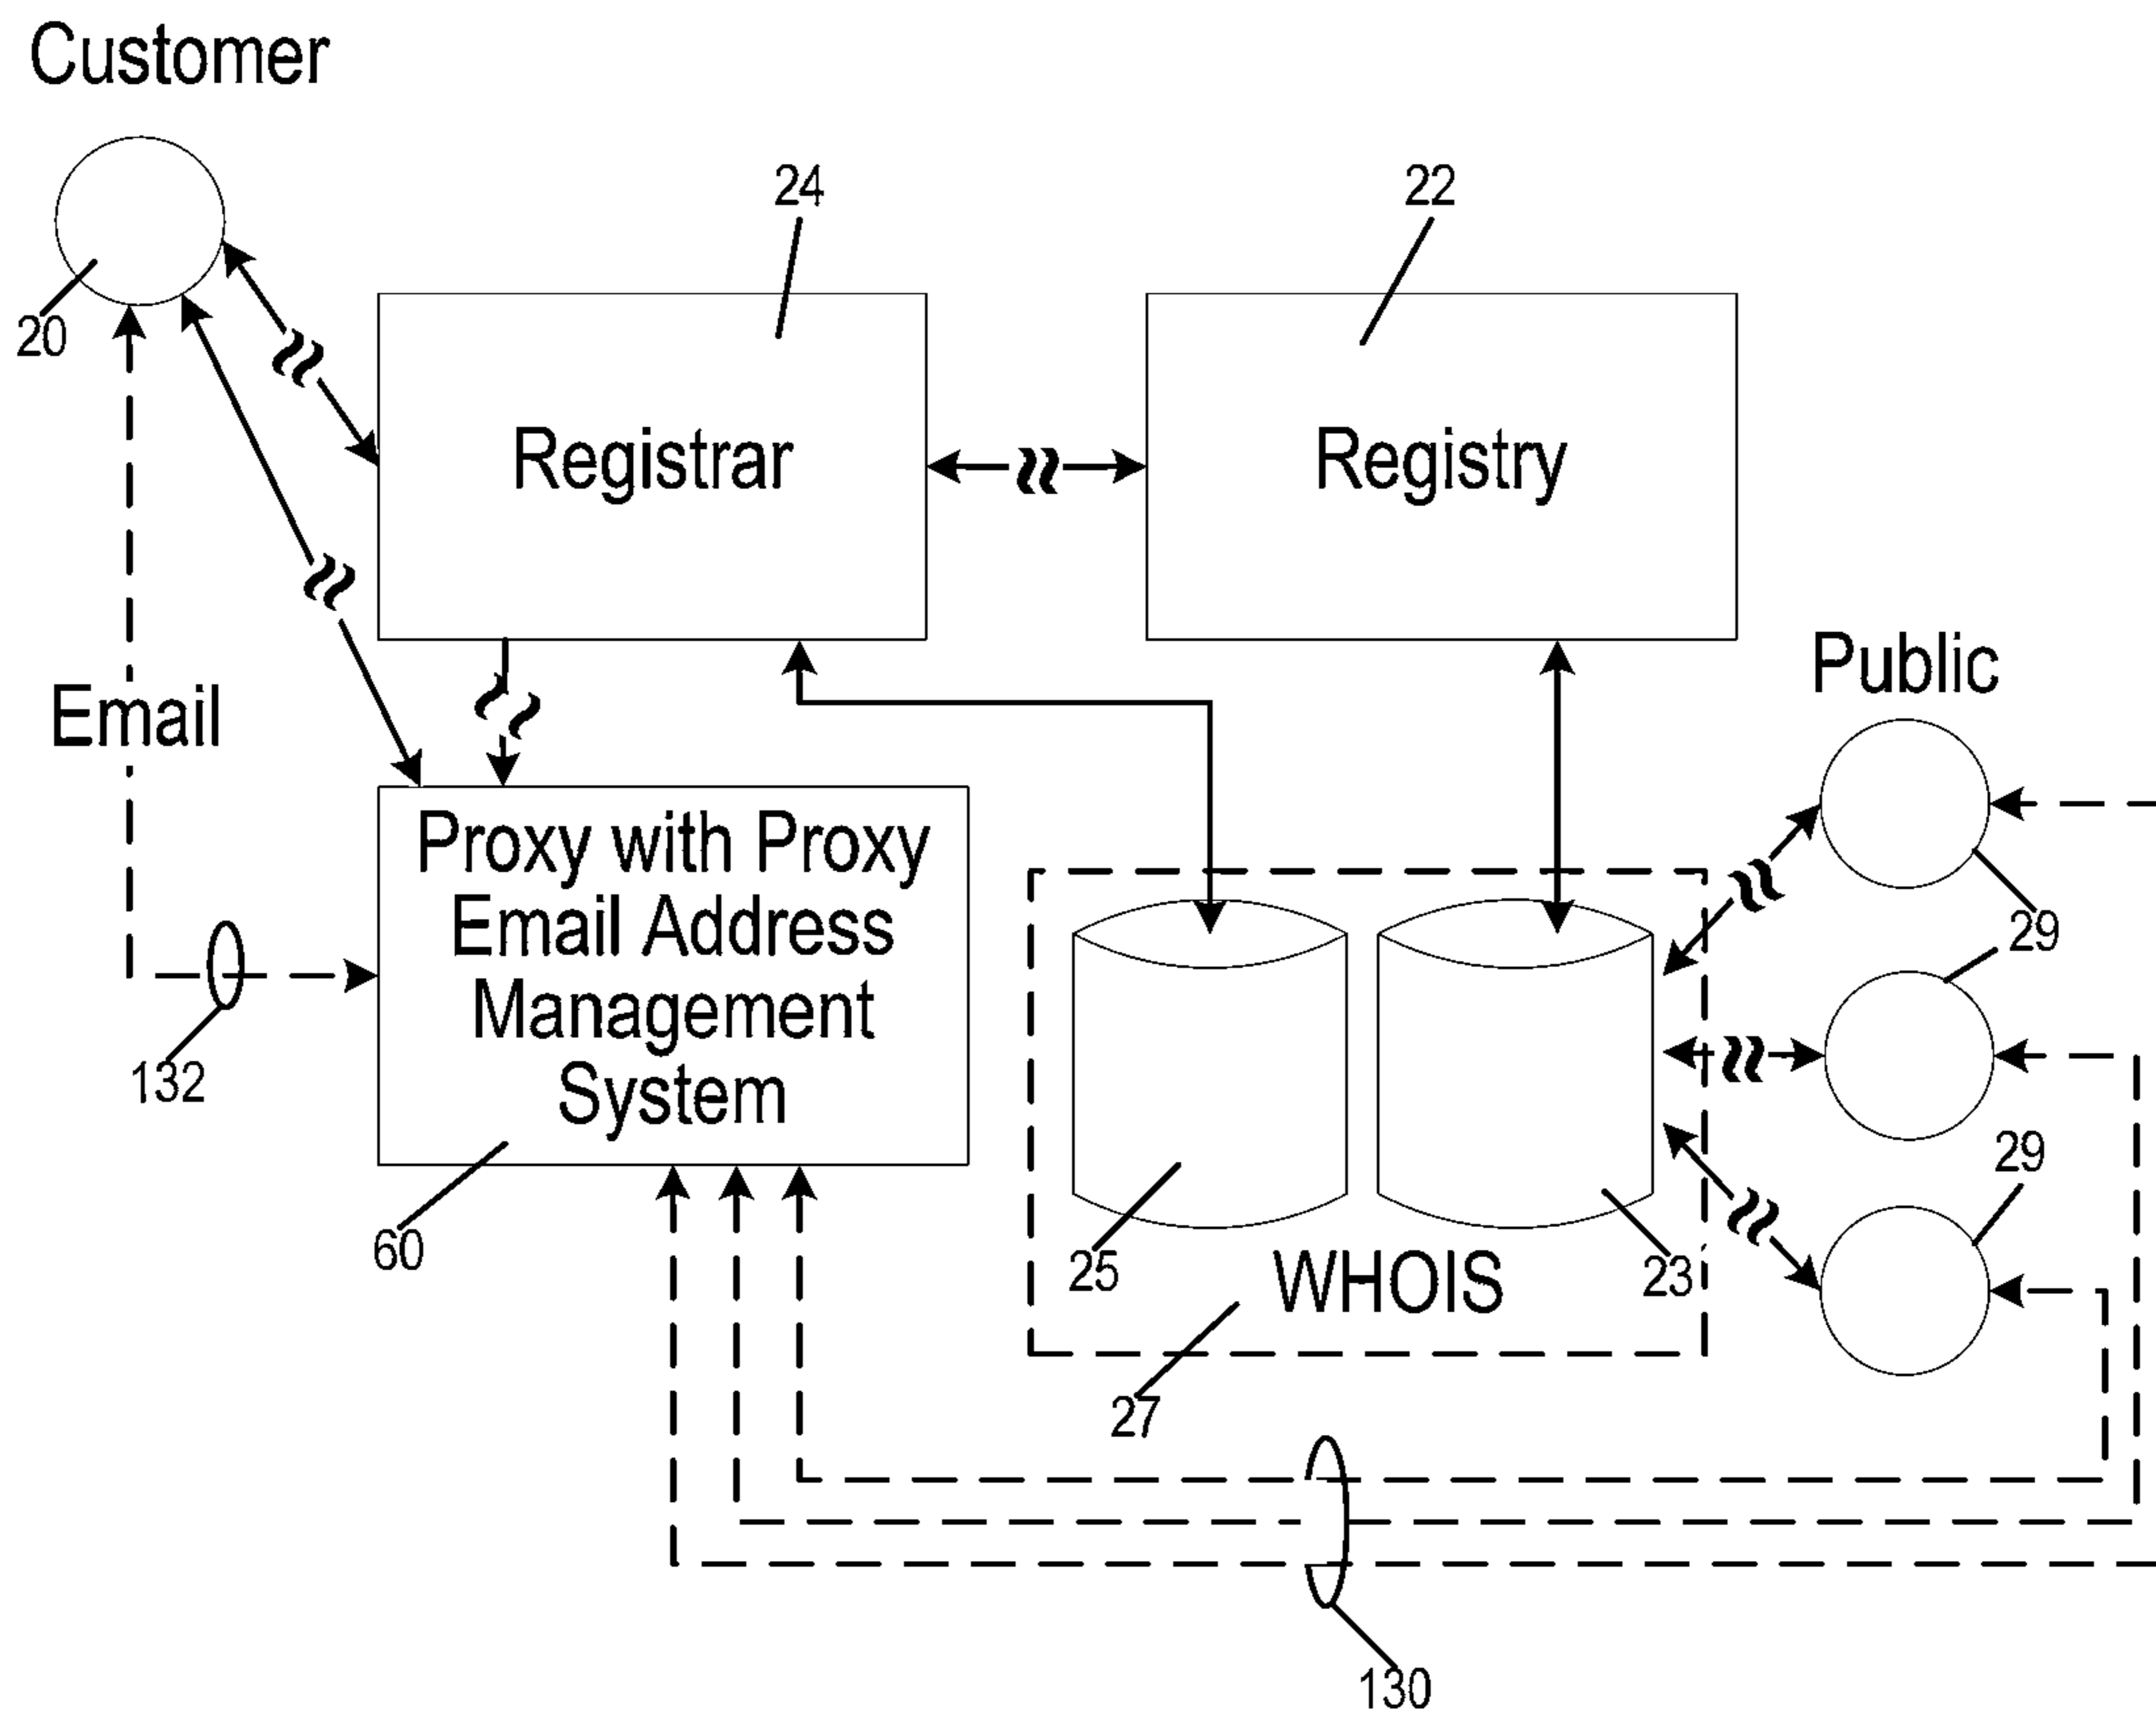 Customer
24
22
20
Registrar
Registry
Public
Email
Proxy with Proxy
Email Address
Management
System
29
132
29
60
25
WHOIS
23
27
130